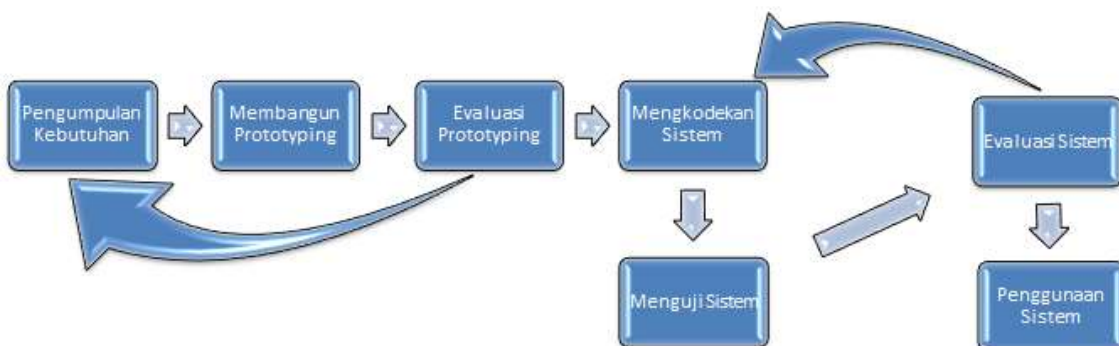 Pengumpulan
Kebutuhan
Membangun
Prototyping
Evaluasi
Prototyping
Mengkodekan
Sistem
Menguji Sistem
Evaluasi Sistem
Penggunaan
Sistem